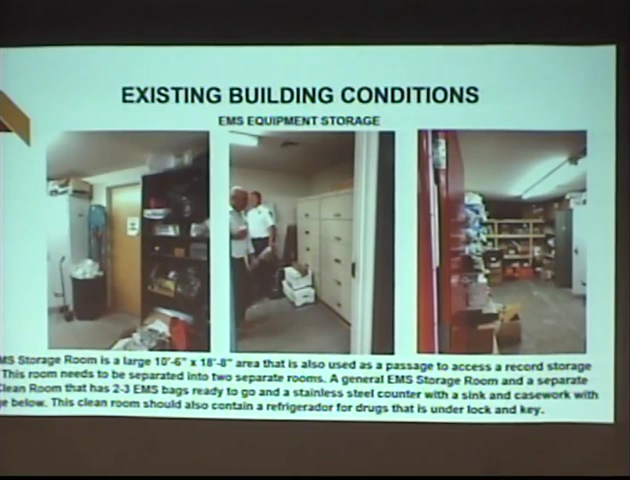 EXISTING BUILDING CONDITIONS
EMS EQUIPMENT STORAGE
MS Storage Room is a large 10'-6" x 18'-8" area that is also used as a passage to access a record storage
This room needs to be separated into two separate rooms. A general EMS Storage Room and a separate
Clean Room that has 2-3 EMS bags ready to go and a stainless steel counter with a sink and casework with
ge below. This clean room should also contain a refrigerador for drugs that is under lock and key.